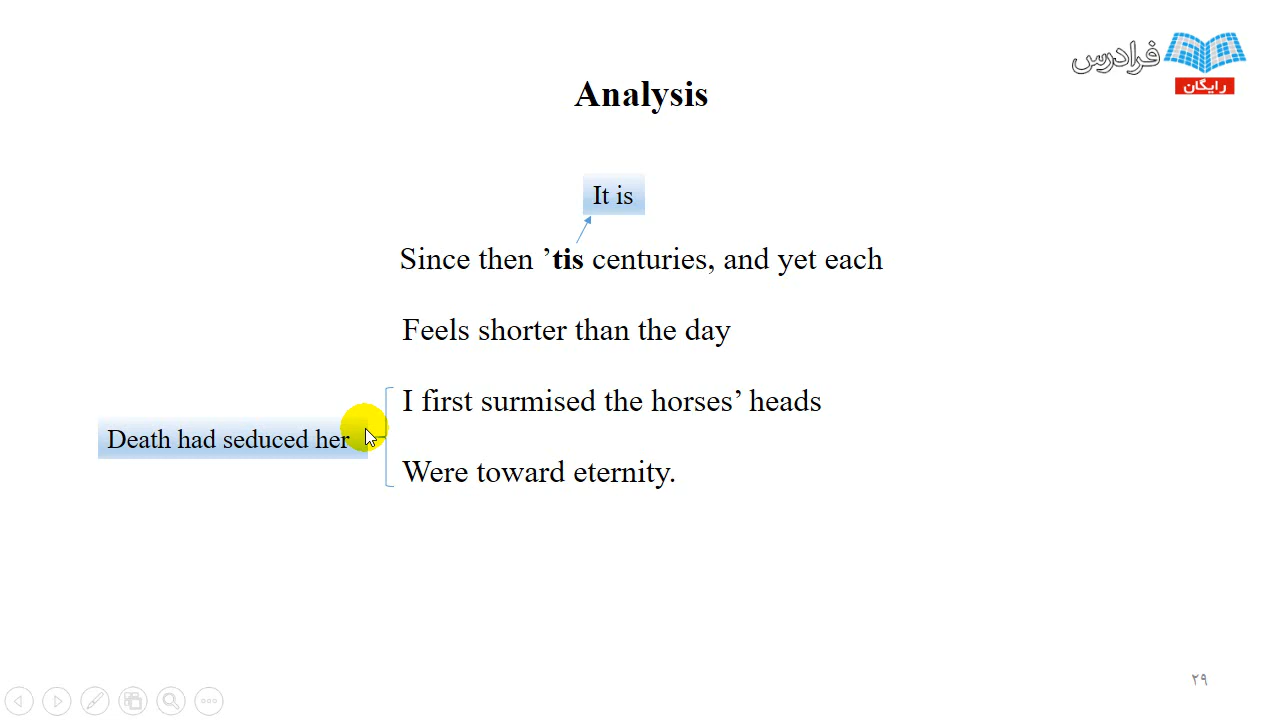 فرادرس
رایگان
Analysis
It is
Since then ’tis centuries, and yet each
Feels shorter than the day
I first surmised the horses’ heads
Death had seduced her
Were toward eternity.
۲۹